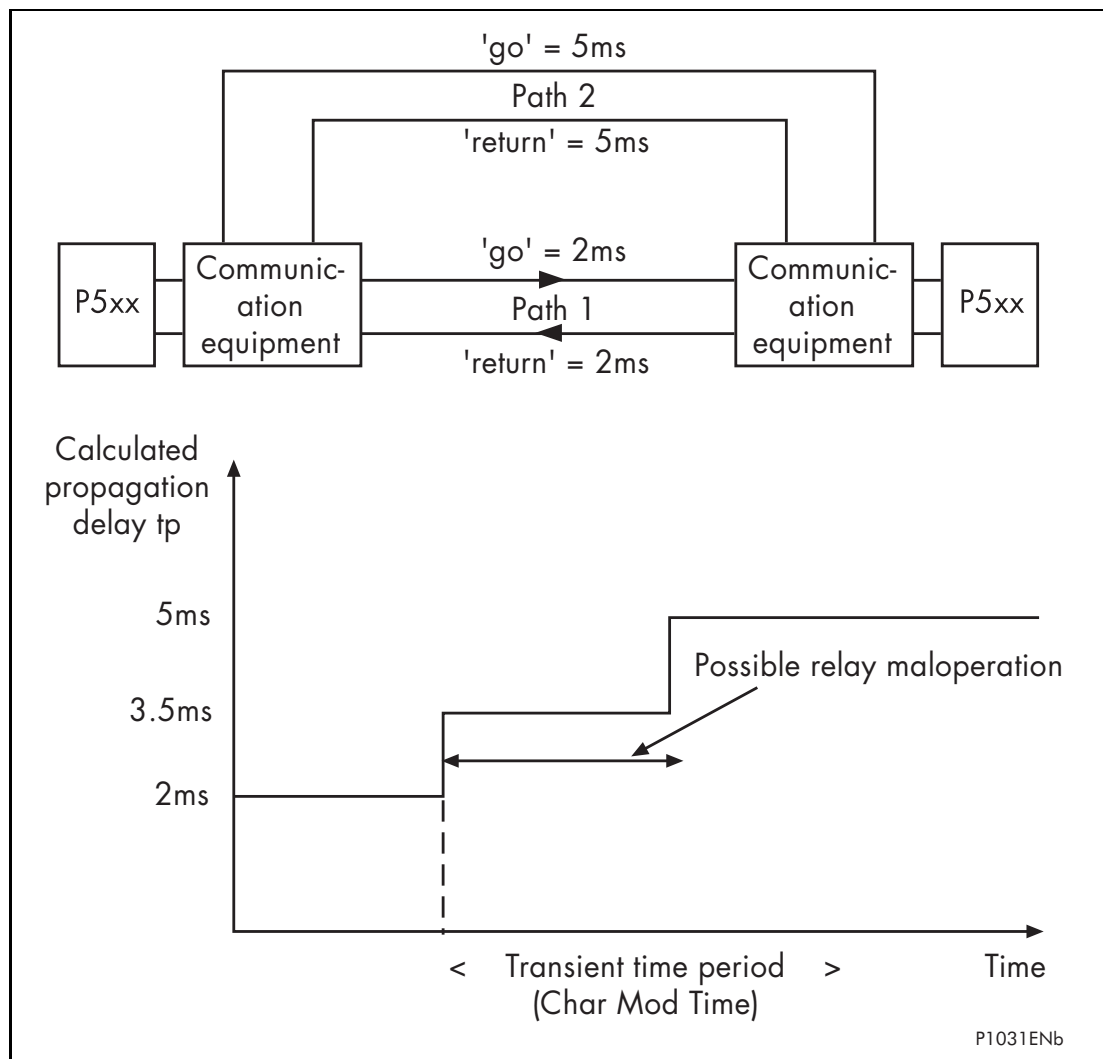 'go' = 5ms
Path 2
'return' = 5ms
P5xx
Communic-
ation
equipment
'go' = 2ms
Path 1
'return' = 2ms
Communic-
ation
equipment
P5xx
Calculated
propagation
delay tp
5ms
Possible relay maloperation
3.5ms
2ms
< Transient time period >
(Char Mod Time)
Time
P1031ENb